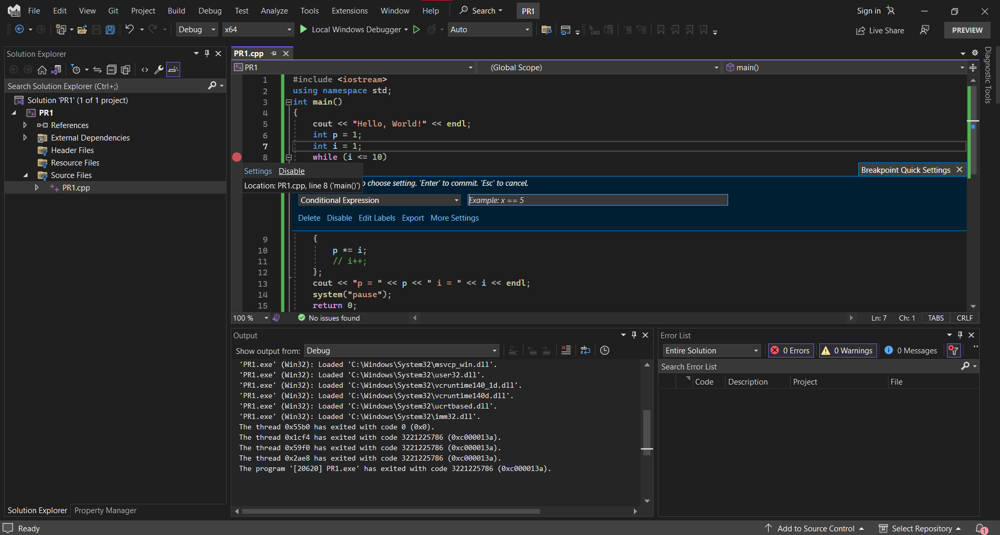 File Edit View Git Project Build Debug Test Analyze Tools Extensions Window Help Search PR1 Sign in
Debug x64 Local Windows Debugger Auto Live Share PREVIEW
Solution Explorer
Search Solution Explorer (Ctrl+;)
Solution 'PR1' (1 of 1 project)
PR1
References
External Dependencies
Header Files
Resource Files
Source Files
PR1.cpp
Solution Explorer Property Manager
PR1.cpp
PR1 (Global Scope) main()
1 #include <iostream>
2 using namespace std;
3 int main()
4 {
5 cout << "Hello, World!" << endl;
6 int p = 1;
7 int i = 1;
8 while (i <= 10)
Settings Disable
Location: PR1.cpp, line 8 ('main()')
Breakpoint Quick Settings
o choose setting. 'Enter' to commit. 'Esc' to cancel.
Conditional Expression Example: x == 5
Delete Disable Edit Labels Export More Settings
9 {
10 p *= i;
11 // i++;
12 };
13 cout << "p = " << p << " i = " << i << endl;
14 system("pause");
15 return 0;
100 % No issues found Ln: 7 Ch: 1 TABS CRLF
Output
Show output from: Debug
'PR1.exe' (Win32): Loaded 'C:\Windows\System32\msvcp_win.dll'.
'PR1.exe' (Win32): Loaded 'C:\Windows\System32\user32.dll'.
'PR1.exe' (Win32): Loaded 'C:\Windows\System32\vcruntime140_1d.dll'.
'PR1.exe' (Win32): Loaded 'C:\Windows\System32\vcruntime140d.dll'.
'PR1.exe' (Win32): Loaded 'C:\Windows\System32\ucrtbased.dll'.
'PR1.exe' (Win32): Loaded 'C:\Windows\System32\imm32.dll'.
The thread 0x55b0 has exited with code 0 (0x0).
The thread 0x1cf4 has exited with code 3221225786 (0xc000013a).
The thread 0x59f0 has exited with code 3221225786 (0xc000013a).
The thread 0x2ae8 has exited with code 3221225786 (0xc000013a).
The program '[20620] PR1.exe' has exited with code 3221225786 (0xc000013a).
Error List
Entire Solution 0 Errors 0 Warnings 0 Messages
Search Error List
Code Description Project File
Diagnostic Tools
Ready Add to Source Control Select Repository 1